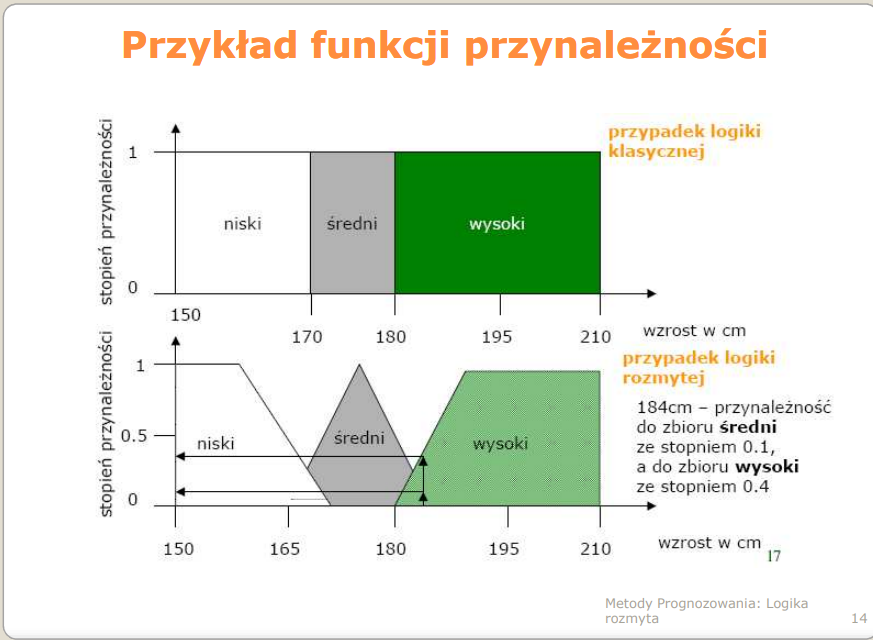 Przykład funkcji przynależności
stopień przynależności
1
0
niski
średni
wysoki
przypadek logiki
klasycznej
150
170
180
195
210
wzrost w cm
stopień przynależności
1
0.5
0
niski
średni
wysoki
przypadek logiki
rozmytej
184cm – przynależność
do zbioru średni
ze stopniem 0.1,
a do zbioru wysoki
ze stopniem 0.4
150
165
180
195
210
wzrost w cm
17
Metody Prognozowania: Logika
rozmyta
14